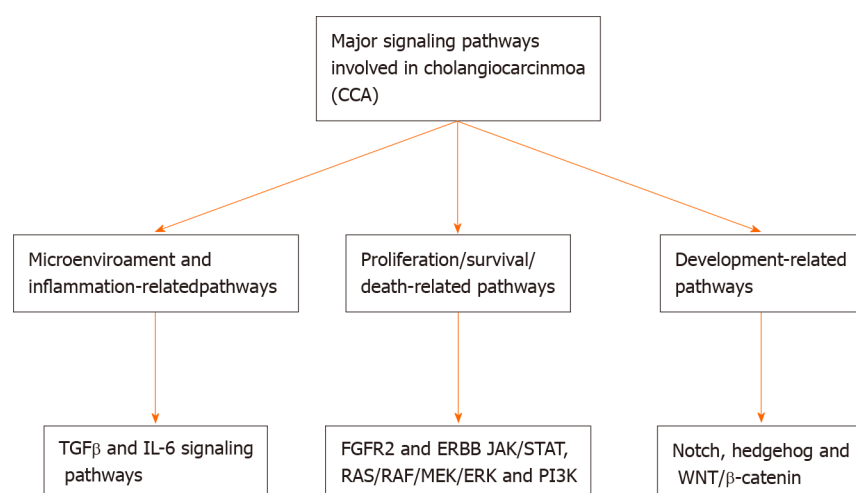 Major signaling pathways
involved in cholangiocarcinmoa
(CCA)
Microenviroament and
inflammation-relatedpathways
Proliferation/survival/
death-related pathways
Development-related
pathways
TGFβ and IL-6 signaling
pathways
FGFR2 and ERBB JAK/STAT,
RAS/RAF/MEK/ERK and PI3K
Notch, hedgehog and
WNT/β-catenin